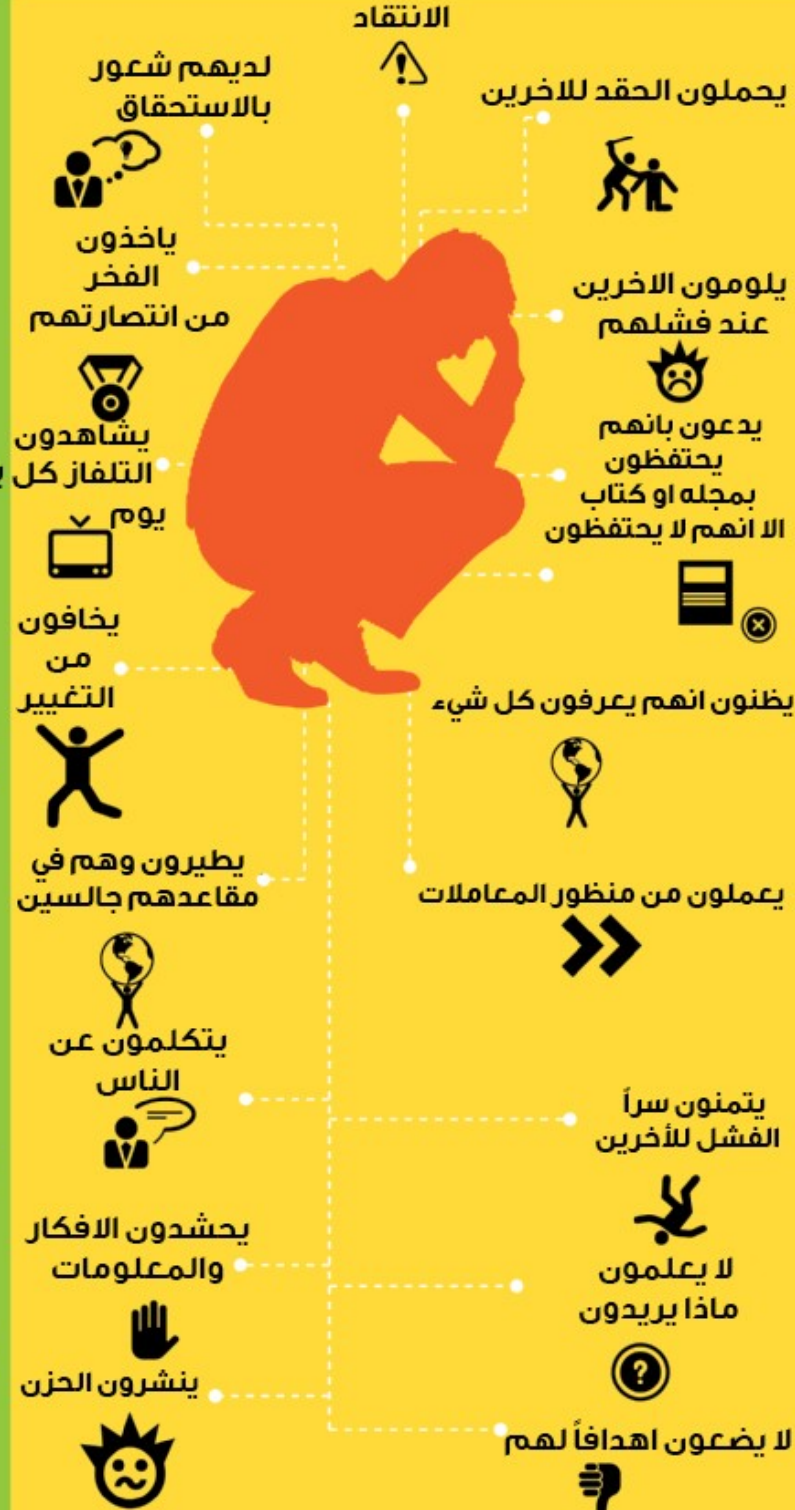 الانتقاد
يحملون الحقد للاخرين
لديهم شعور
بالاستحقاق
يلومون الاخرين
عند فشلهم
ياخذون
الفخر
من انتصارتهم
يدعون بانهم
يحتفظون
بمجله او كتاب
الا انهم لا يحتفظون
يشاهدون
التلفاز كل
يوم
يظنون انهم يعرفون كل شيء
يخافون
من
التغيير
يعملون من منظور المعاملات
يطيرون وهم في
مقاعدهم جالسين
يتمنون سراً
الفشل للأخرين
يتكلمون عن
الناس
لا يعلمون
ماذا يريدون
يحشدون الافكار
والمعلومات
لا يضعون اهدافاً لهم
ينشرون الحزن